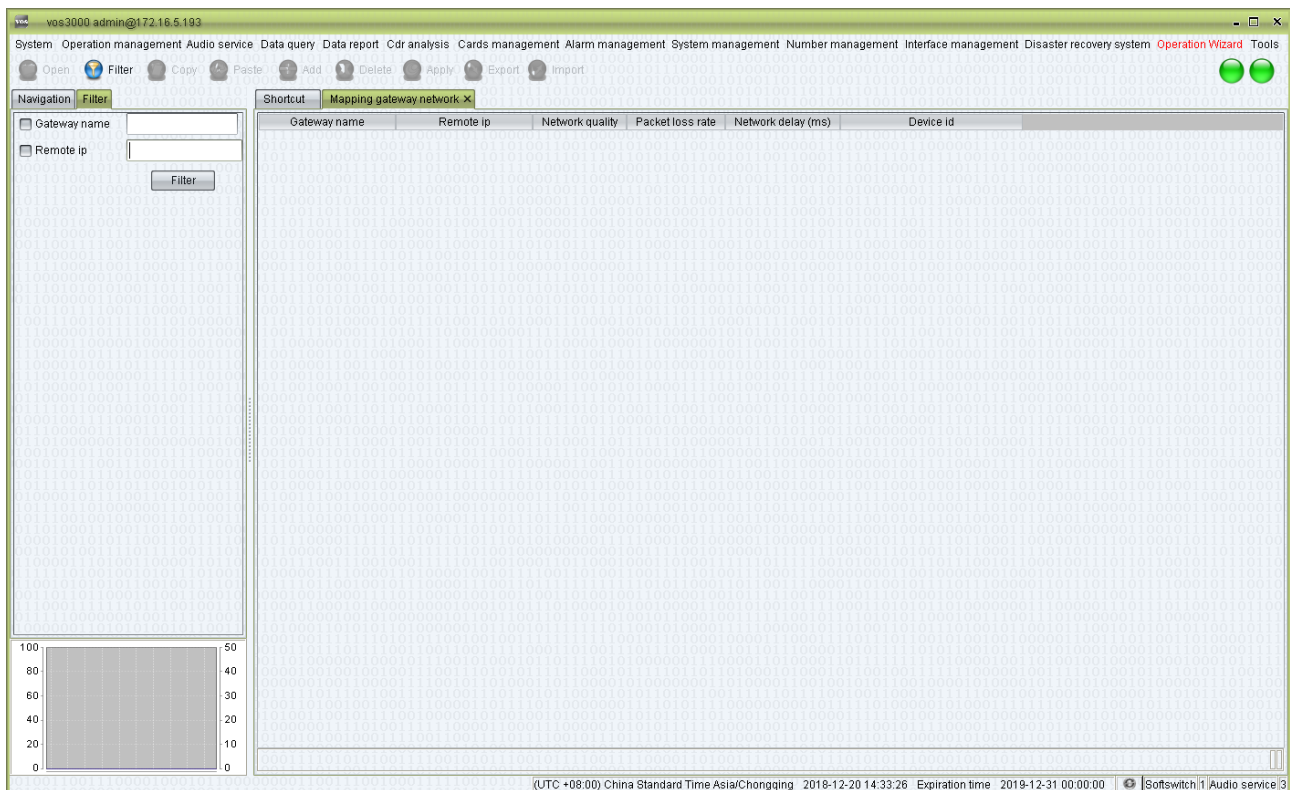 vos vos3000 admin@172.16.5.193
System Operation management Audio service Data query Data report Cdr analysis Cards management Alarm management System management Number management Interface management Disaster recovery system Operation Wizard Tools
Open Filter Copy Paste Add Delete Apply Export Import
Navigation Filter Shortcut Mapping gateway network
Gateway name Gateway name Remote ip Network quality Packet loss rate Network delay (ms) Device id
Remote ip
Filter
100 50
80 40
60 30
40 20
20 10
0 0
(UTC +08:00) China Standard Time Asia/Chongqing 2018-12-20 14:33:26 Expiration time 2019-12-31 00:00:00 Softswitch 1 Audio service 3